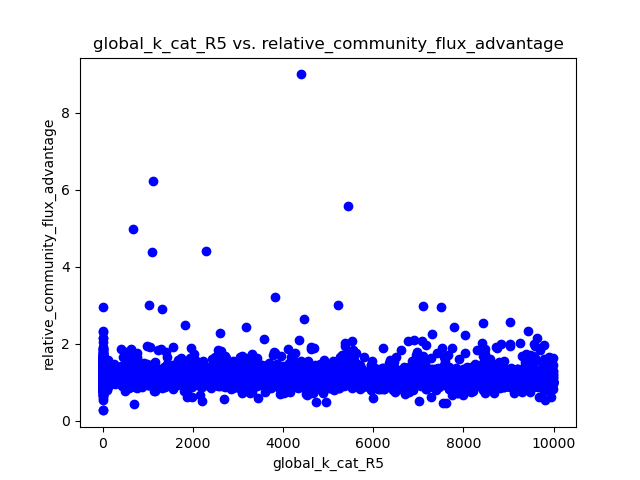 global_k_cat_R5 vs. relative_community_flux_advantage
relative_community_flux_advantage
8
6
4
2
0
0 2000 4000 6000 8000 10000
global_k_cat_R5